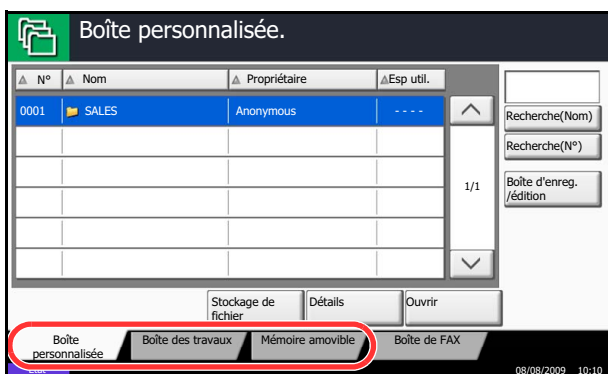 Boîte personnalisée.
N° Nom Propriétaire Esp util.
0001 SALES Anonymous - - - -
Recherche(Nom)
Recherche(N°)
1/1
Boîte d'enreg.
/édition
Stockage de
fichier
Détails
Ouvrir
Boîte
personnalisée
Boîte des travaux
Mémoire amovible
Boîte de FAX
État
08/08/2009 10:10